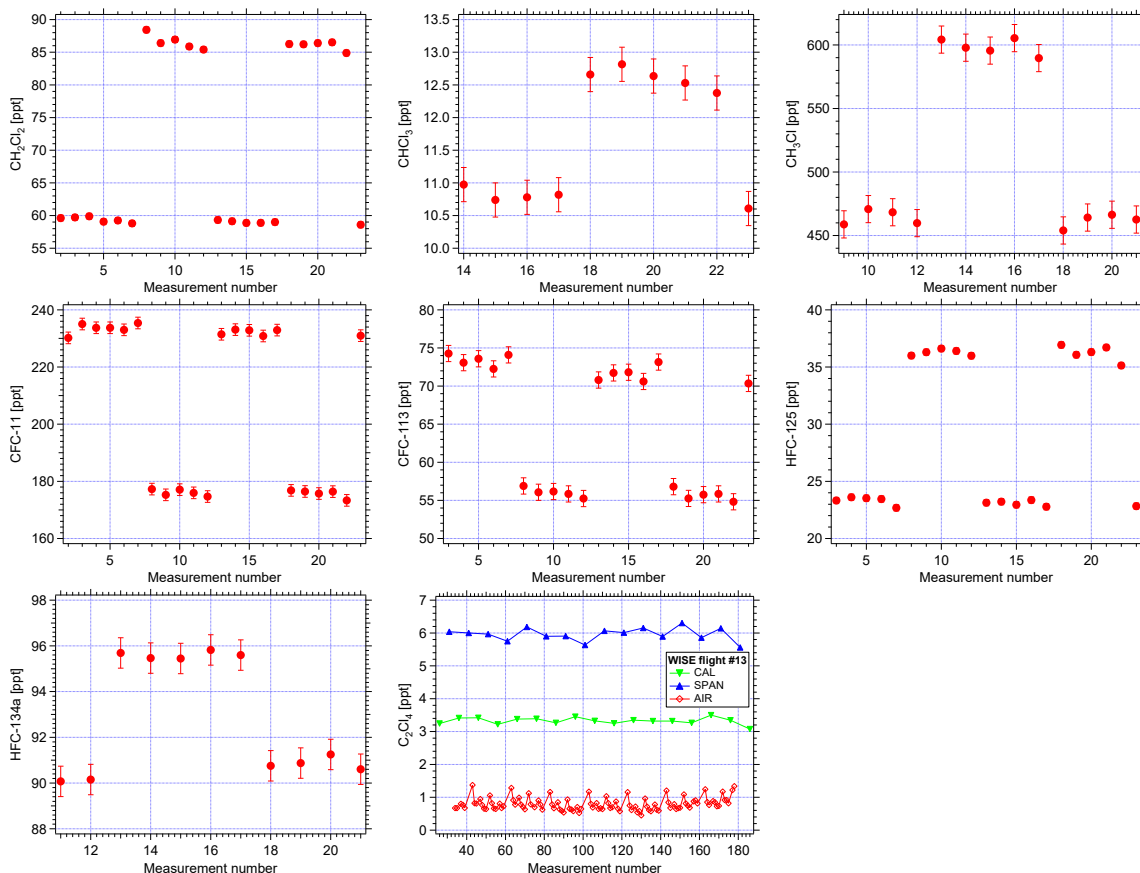 CH2Cl2 [ppt]
90
85
80
75
70
65
60
55
5 10 15 20
Measurement number
CHCl3 [ppt]
13.5
13.0
12.5
12.0
11.5
11.0
10.5
10.0
14 16 18 20 22
Measurement number
CH3Cl [ppt]
600
550
500
450
10 12 14 16 18 20
Measurement number
CFC-11 [ppt]
240
220
200
180
160
5 10 15 20
Measurement number
CFC-113 [ppt]
80
75
70
65
60
55
50
5 10 15 20
Measurement number
HFC-125 [ppt]
40
35
30
25
22
5 10 15 20
Measurement number
HFC-134a [ppt]
98
96
94
92
90
88
12 14 16 18 20
Measurement number
C2Cl4 [ppt]
7
6
5
4
3
2
1
0
WISE flight #13
CAL
SPAN
AIR
40 60 80 100 120 140 160 180
Measurement number